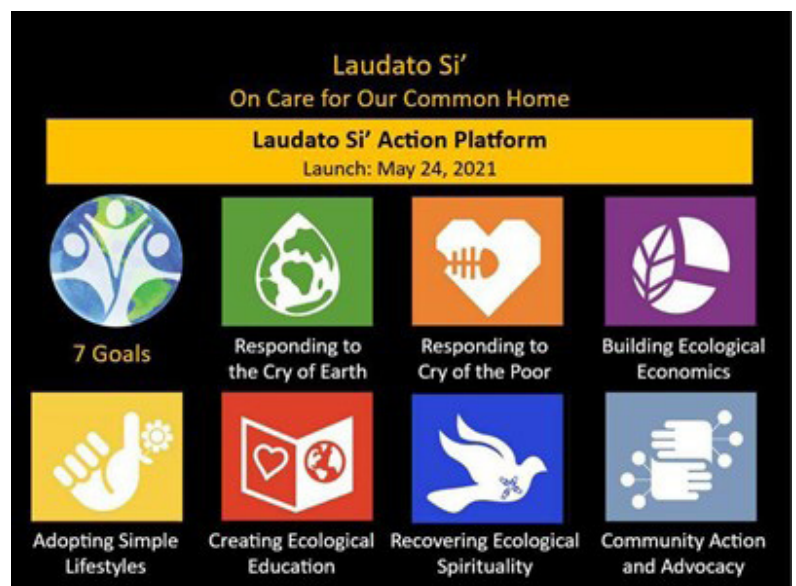 Laudato Si’
On Care for Our Common Home
Laudato Si’ Action Platform
Launch: May 24, 2021
7 Goals
Responding to
the Cry of Earth
Responding to
Cry of the Poor
Building Ecological
Economics
Adopting Simple
Lifestyles
Creating Ecological
Education
Recovering Ecological
Spirituality
Community Action
and Advocacy